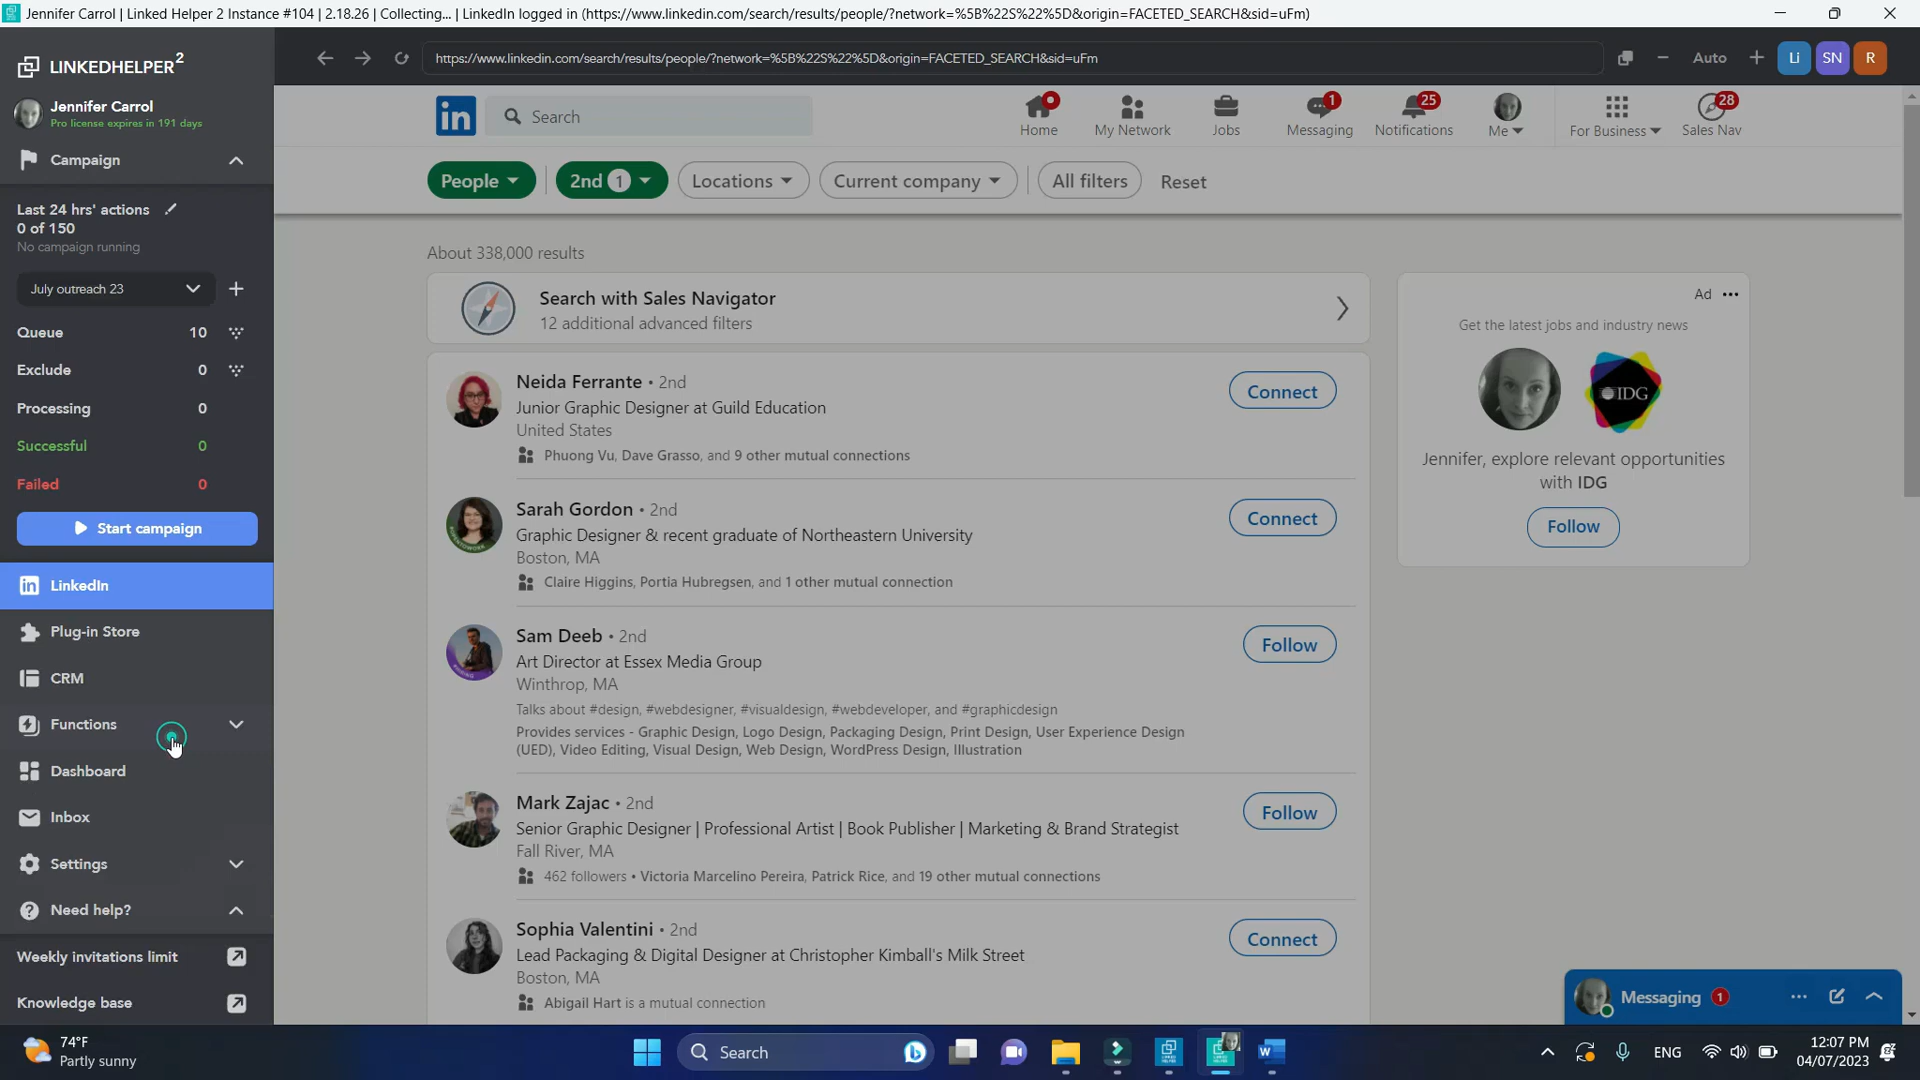 Jennifer Carrol | Linked Helper 2 Instance #104 | 2.18.26 | Collecting... | LinkedIn logged in (https://www.linkedin.com/search/results/people/?network=%5B%22S%22%5D&origin=FACETED_SEARCH&sid=uFm)
LINKEDHELPER2
https://www.linkedin.com/search/results/people/?network=%5B%22S%22%5D&origin=FACETED_SEARCH&sid=uFm
Auto
LI
SN
R
Jennifer Carrol
Pro license expires in 191 days
Campaign
Last 24 hrs' actions
0 of 150
No campaign running
July outreach 23
Queue 10
Exclude 0
Processing 0
Successful 0
Failed 0
Start campaign
LinkedIn
Plug-in Store
CRM
Functions
Dashboard
Inbox
Settings
Need help?
Weekly invitations limit
Knowledge base
in
Search
Home
My Network
Jobs
1
Messaging
25
Notifications
Me
For Business
28
Sales Nav
People
2nd 1
Locations
Current company
All filters
Reset
About 338,000 results
Search with Sales Navigator
12 additional advanced filters
Neida Ferrante • 2nd
Junior Graphic Designer at Guild Education
United States
Phuong Vu, Dave Grasso, and 9 other mutual connections
Connect
Sarah Gordon • 2nd
Graphic Designer & recent graduate of Northeastern University
Boston, MA
Claire Higgins, Portia Hubregsen, and 1 other mutual connection
Connect
Sam Deeb • 2nd
Art Director at Essex Media Group
Winthrop, MA
Talks about #design, #webdesigner, #visualdesign, #webdeveloper, and #graphicdesign
Provides services - Graphic Design, Logo Design, Packaging Design, Print Design, User Experience Design
(UED), Video Editing, Visual Design, Web Design, WordPress Design, Illustration
Follow
Mark Zajac • 2nd
Senior Graphic Designer | Professional Artist | Book Publisher | Marketing & Brand Strategist
Fall River, MA
462 followers • Victoria Marcelino Pereira, Patrick Rice, and 19 other mutual connections
Follow
Sophia Valentini • 2nd
Lead Packaging & Digital Designer at Christopher Kimball's Milk Street
Boston, MA
Abigail Hart is a mutual connection
Connect
Ad
Get the latest jobs and industry news
IDG
Jennifer, explore relevant opportunities
with IDG
Follow
Messaging 1
74°F
Partly sunny
Search
ENG
12:07 PM
04/07/2023